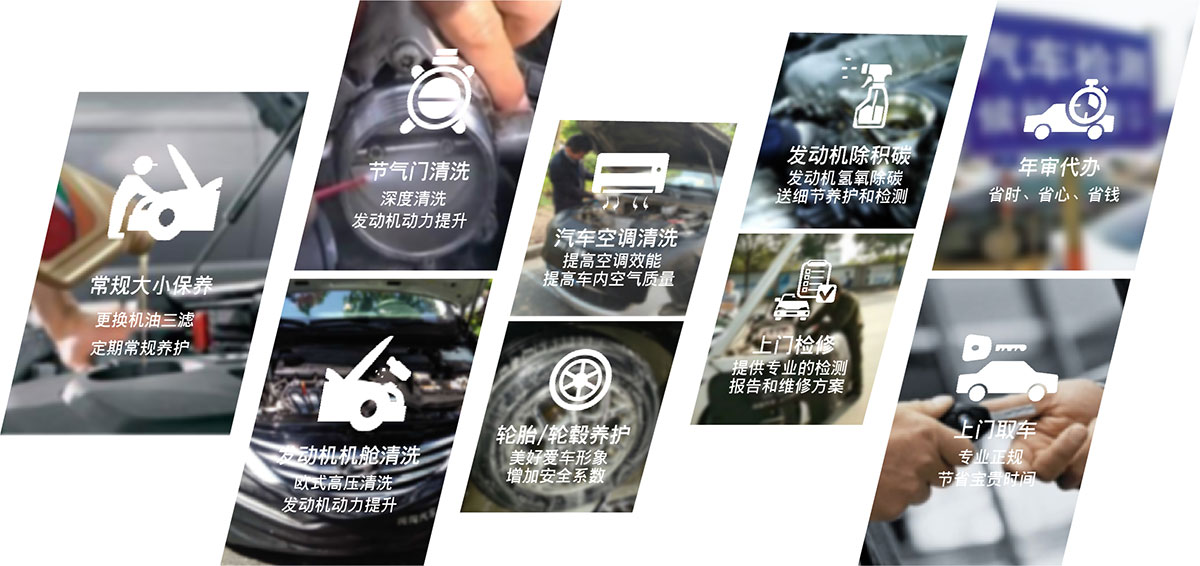 常规大小保养
更换机油三滤
定期常规养护
节气门清洗
深度清洗
发动机动力提升
发动机机舱清洗
欧式高压清洗
发动机动力提升
汽车空调清洗
提高空调效能
提高车内空气质量
轮胎/轮毂养护
美好爱车形象
增加安全系数
发动机除积碳
发动机氢氧除碳
送细节养护和检测
上门检修
提供专业的检测
报告和维修方案
汽车检测
年审代办
省时、省心、省钱
上门取车
专业正规
节省宝贵时间